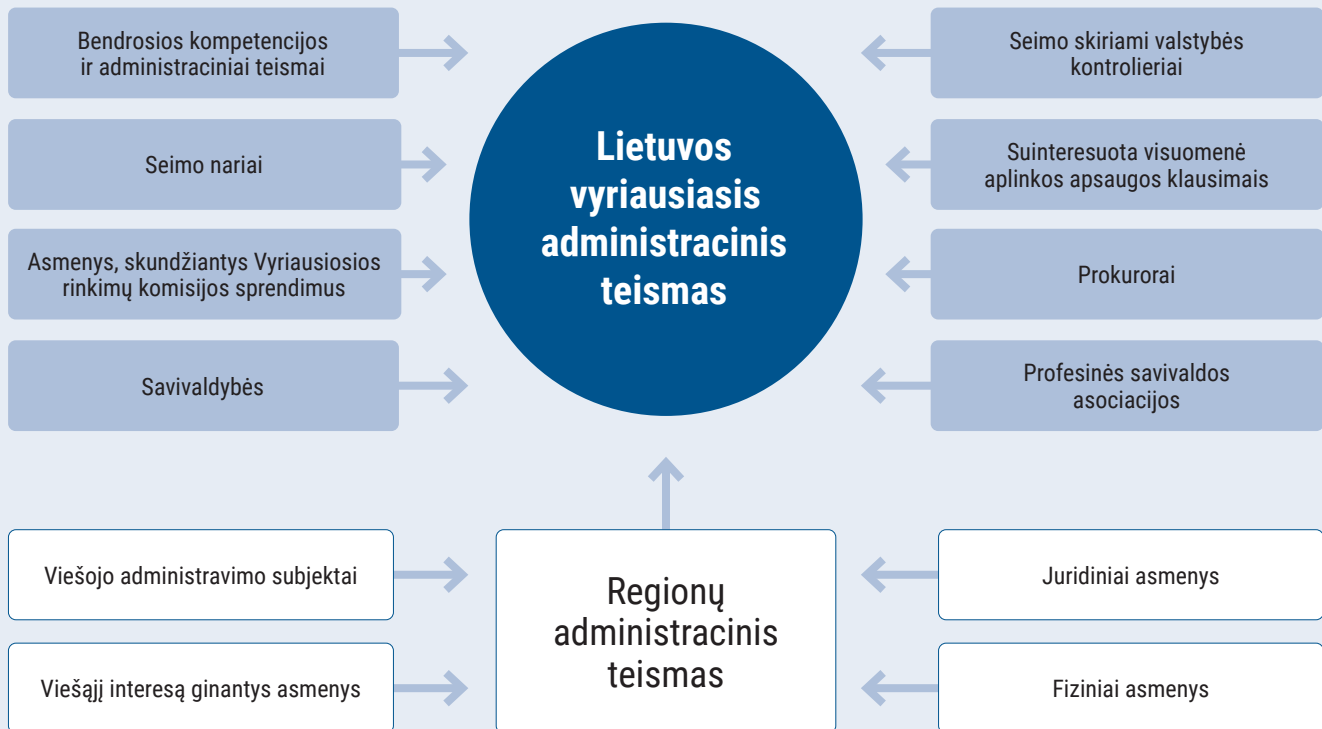 Bendrosios kompetencijos
ir administraciniai teismai
Seimo nariai
Asmenys, skundžiantys Vyriausiosios
rinkimų komisijos sprendimus
Savivaldybės
Lietuvos
vyriausiasis
administracinis
teismas
Seimo skiriami valstybės
kontrolieriai
Suinteresuota visuomenė
aplinkos apsaugos klausimais
Prokurorai
Profesinės savivaldos
asociacijos
Viešojo administravimo subjektai
Viešąjį interesą ginantys asmenys
Regionų
administracinis
teismas
Juridiniai asmenys
Fiziniai asmenys